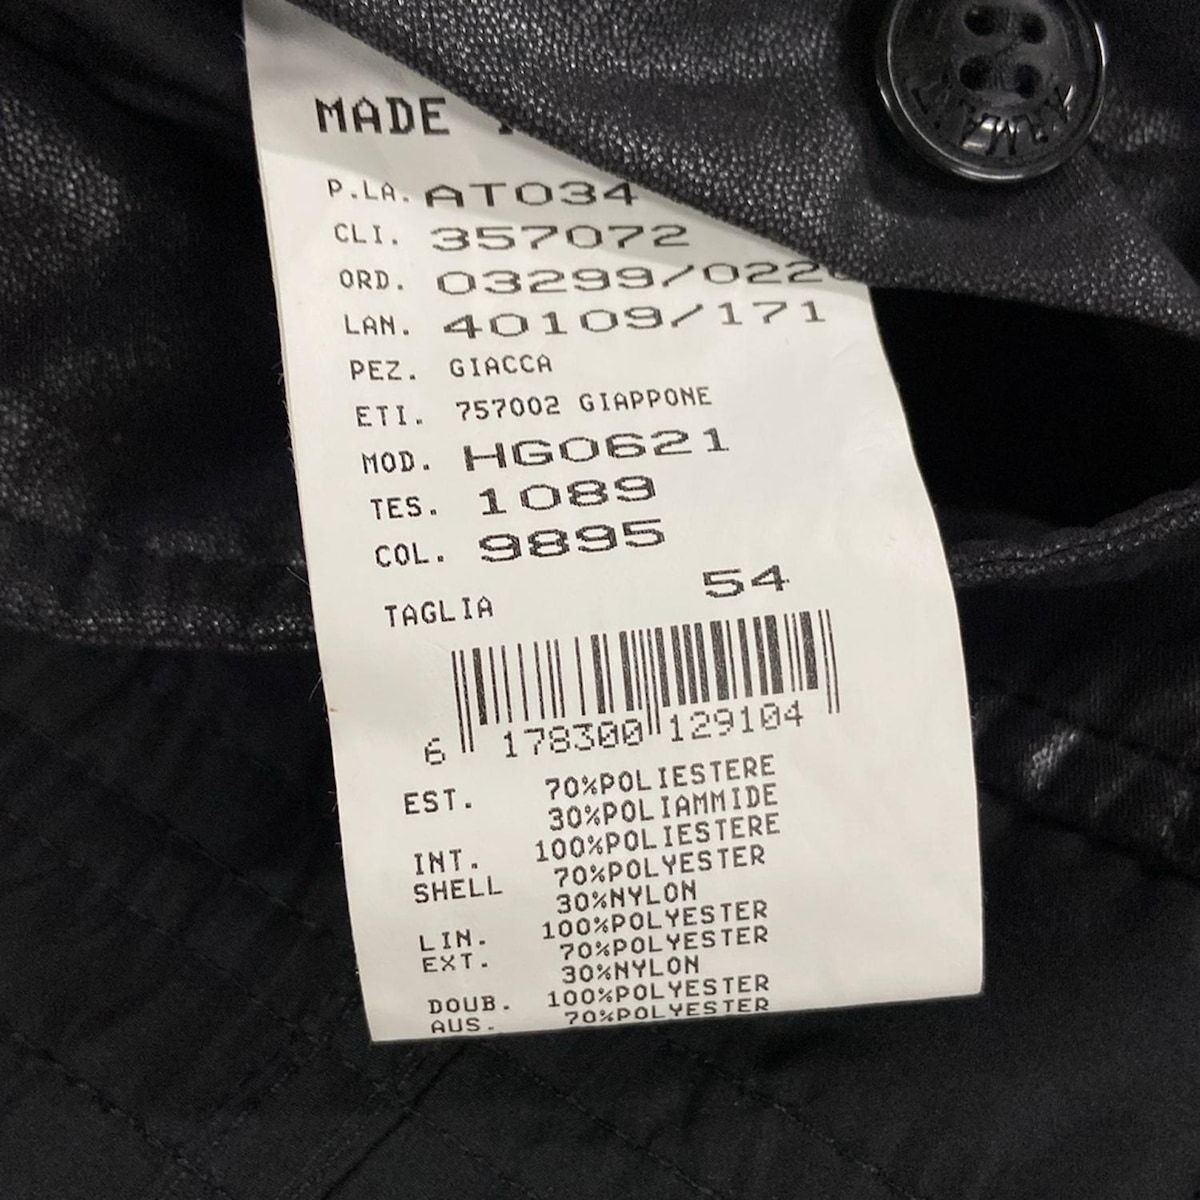 MADE
P.LA. AT034
CLI. 357072
ORD. 03299/022
LAN. 40109/171
PEZ. GIACCA
ETI. 757002 GIAPPONE
MOD. HG0621
TES. 1089
COL. 9895
TAGLIA 54
6 178300 129104
EST. 70%POLIESTERE
30%POLIAMMIDE
INT. 100%POLIESTERE
SHELL 70%POLYESTER
30%NYLON
LIN. 100%POLYESTER
EXT. 70%POLYESTER
30%NYLON
DOUB. 100%POLYESTER
AUS. 70%POLYESTER